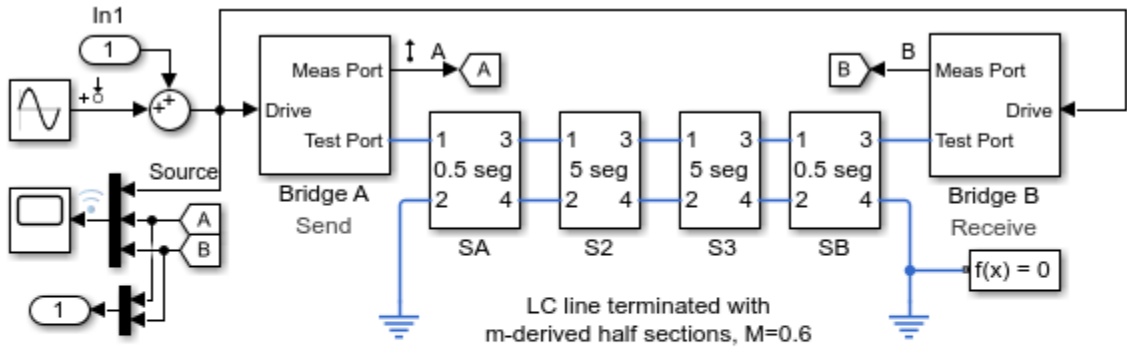 In1
1
+
+
+
Source
Meas Port
Drive
Test Port
Bridge A
Send
A
A
1 3
0.5 seg
2 4
SA
1 3
5 seg
2 4
S2
1 3
5 seg
2 4
S3
1 3
0.5 seg
2 4
SB
B
B
Meas Port
Drive
Test Port
Bridge B
Receive
f(x) = 0
A
B
1
LC line terminated with
m-derived half sections, M=0.6